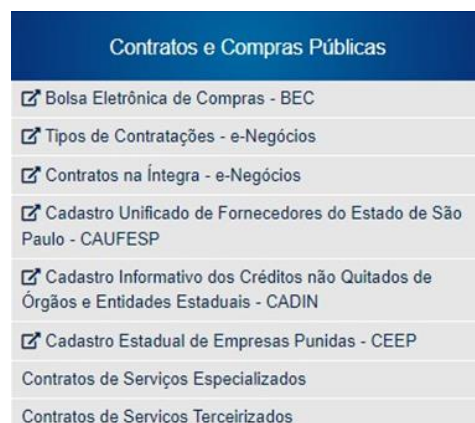 Contratos e Compras Públicas
Bolsa Eletrônica de Compras - BEC
Tipos de Contratações - e-Negócios
Contratos na Íntegra - e-Negócios
Cadastro Unificado de Fornecedores do Estado de São
Paulo - CAUFESP
Cadastro Informativo dos Créditos não Quitados de
Órgãos e Entidades Estaduais - CADIN
Cadastro Estadual de Empresas Punidas - CEEP
Contratos de Serviços Especializados
Contratos de Serviços Terceirizados